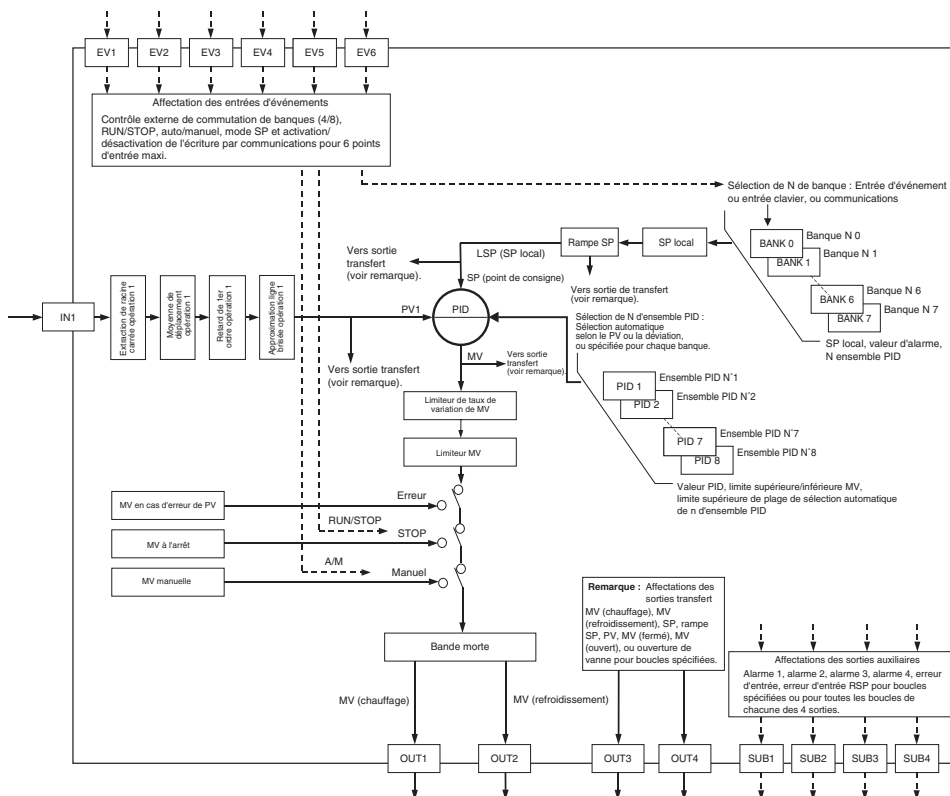 EV1
EV2
EV3
EV4
EV5
EV6
Affectation des entrées d'événements
Contrôle externe de commutation de banques (4/8),
RUN/STOP, auto/manuel, mode SP et activation/
désactivation de l'écriture par communications pour 6 points
d'entrée maxi.
Sélection de N de banque : Entrée d'événement
ou entrée clavier, ou communications
BANK 0
Banque N 0
BANK 1
Banque N 1
BANK 6
Banque N 6
BANK 7
Banque N 7
SP local, valeur d'alarme,
N ensemble PID
SP local
Rampe SP
LSP (SP local)
Vers sortie
transfert
(voir remarque).
SP (point de consigne)
Vers sortie de transfert
(voir remarque).
IN1
Extraction de racine
carrée opération 1
Moyenne de
déplacement opération 1
Retard de 1er
ordre opération 1
Approximation ligne
brisée opération 1
PV1
PID
Vers sortie transfert
(voir remarque).
MV
Vers sortie
transfert
(voir remarque).
Sélection de N d'ensemble PID :
Sélection automatique
selon le PV ou la déviation,
ou spécifiée pour chaque banque.
PID 1
Ensemble PID N°1
PID 2
Ensemble PID N°2
PID 7
Ensemble PID N°7
PID 8
Ensemble PID N°8
Valeur PID, limite supérieure/inférieure MV,
limite supérieure de plage de sélection automatique
de n d'ensemble PID
Limiteur de taux de
variation de MV
Limiteur MV
MV en cas d'erreur de PV
Erreur
RUN/STOP
MV à l'arrêt
STOP
A/M
MV manuelle
Manuel
Bande morte
MV (chauffage)
MV (refroidissement)
Remarque : Affectations des
sorties transfert
MV (chauffage), MV
(refroidissement), SP, rampe
SP, PV, MV (fermé), MV
(ouvert), ou ouverture de
vanne pour boucles spécifiées.
Affectations des sorties auxiliaires
Alarme 1, alarme 2, alarme 3, alarme 4, erreur
d'entrée, erreur d'entrée RSP pour boucles
spécifiées ou pour toutes les boucles de
chacune des 4 sorties.
OUT1
OUT2
OUT3
OUT4
SUB1
SUB2
SUB3
SUB4